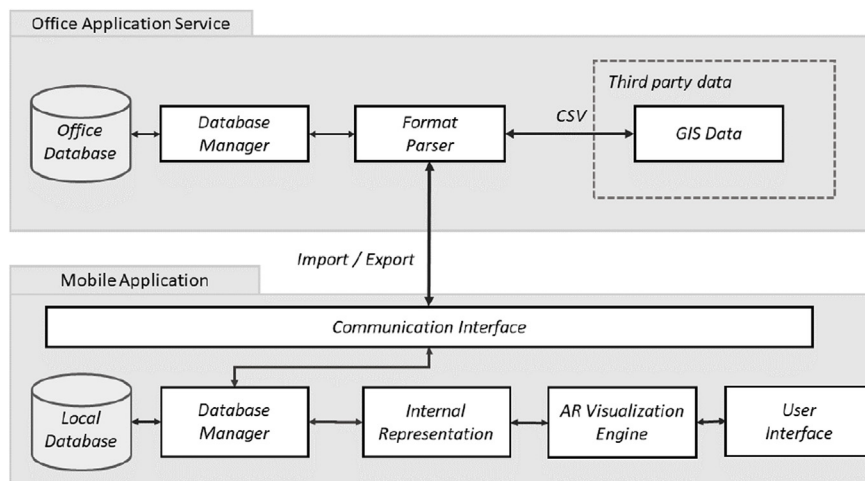 Office Application Service
Third party data
Office
Database
Database
Manager
Format
Parser
CSV
GIS Data
Import / Export
Mobile Application
Communication Interface
Local
Database
Database
Manager
Internal
Representation
AR Visualization
Engine
User
Interface